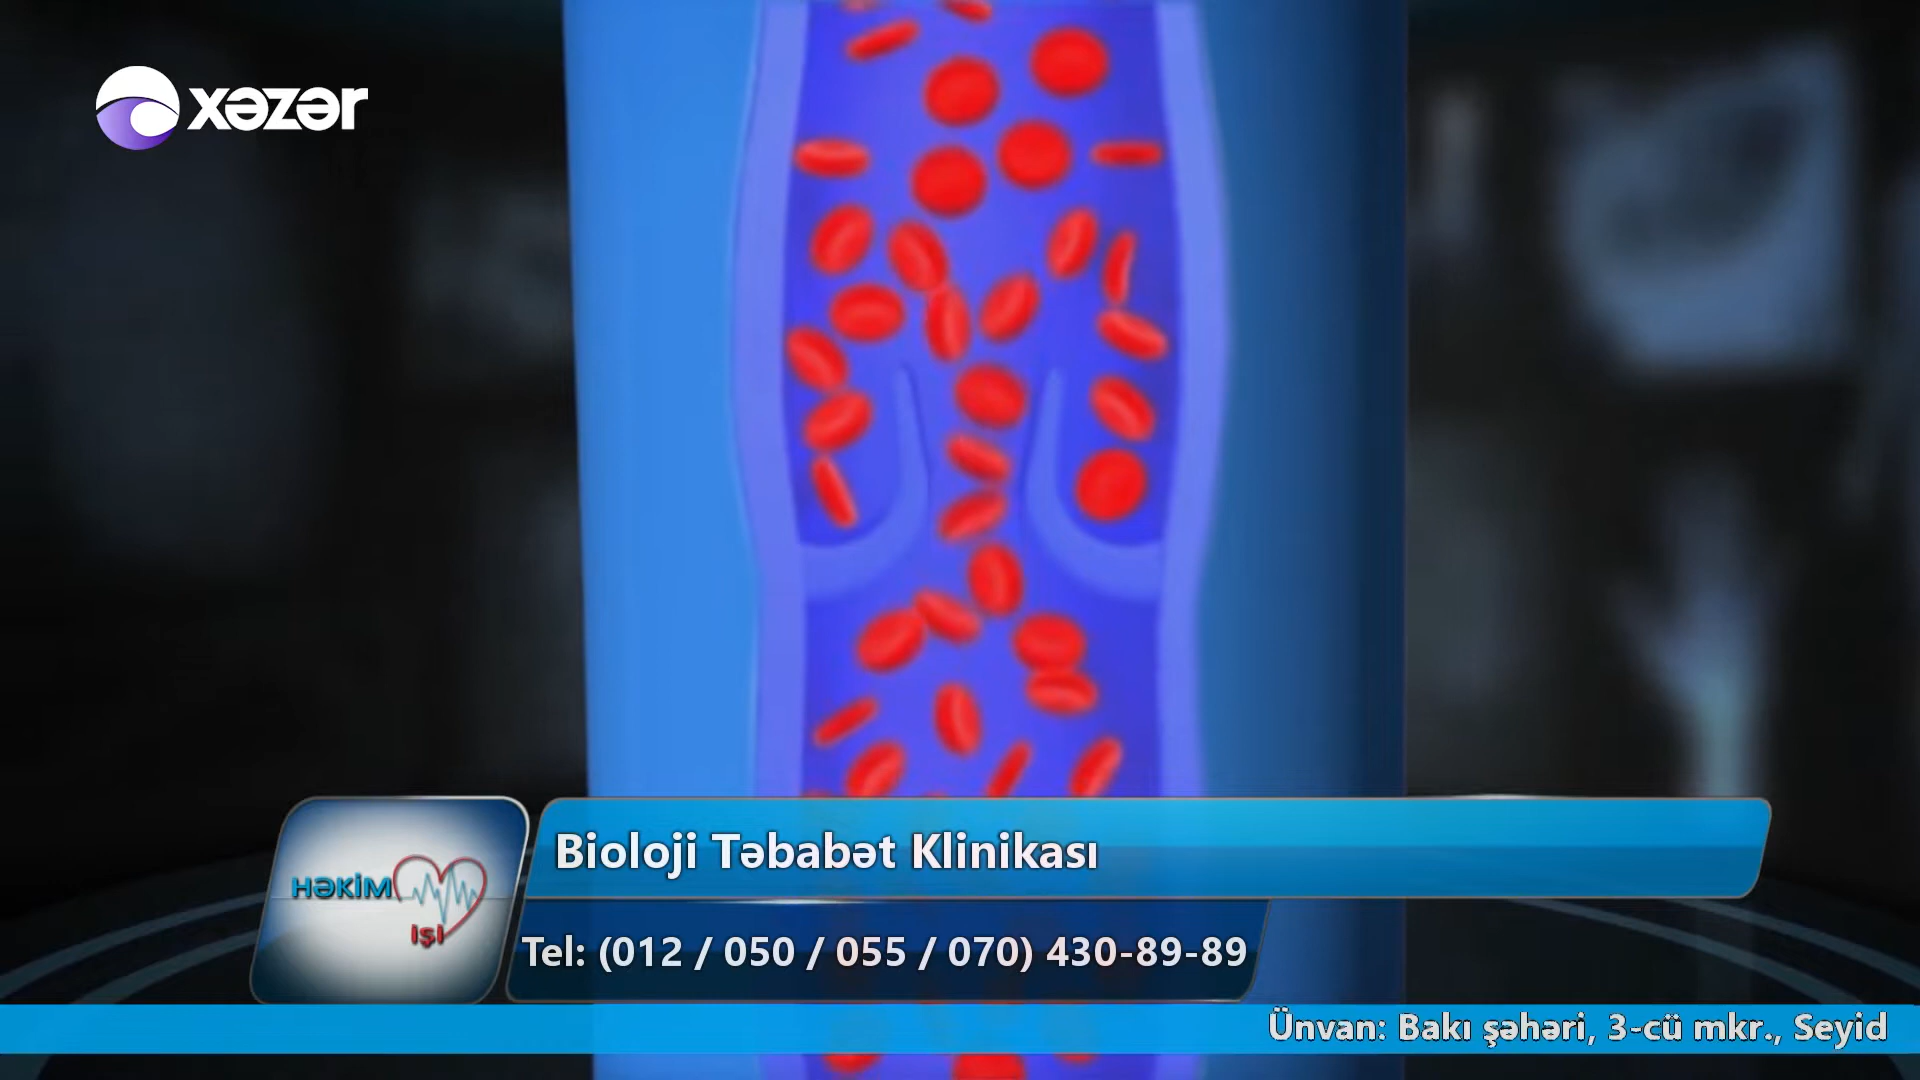 xəzər
Bioloji Təbabət Klinikası
HƏKİM
IŞI
Tel: (012 / 050 / 055 / 070) 430-89-89
Ünvan: Bakı şəhəri, 3-cü mkr., Seyid